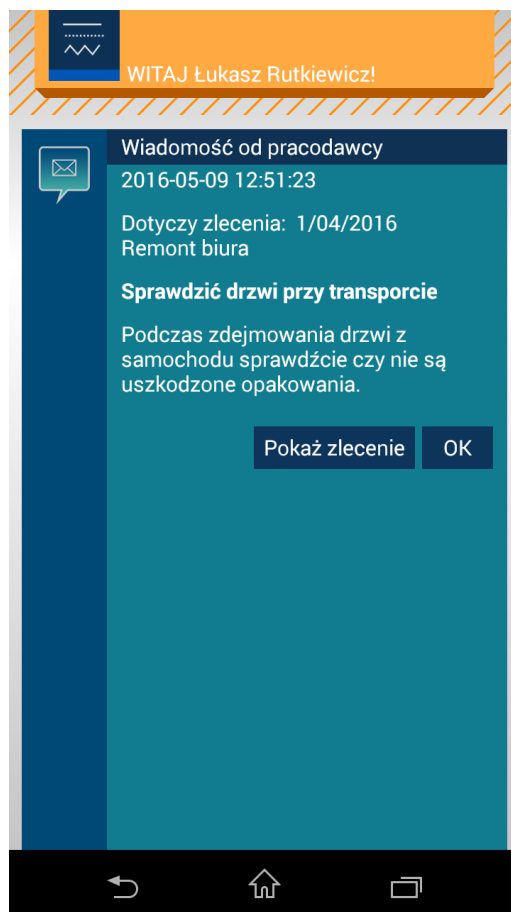 WITAJ Łukasz Rutkiewicz!
Wiadomość od pracodawcy
2016-05-09 12:51:23
Dotyczy zlecenia: 1/04/2016
Remont biura
Sprawdzić drzwi przy transporcie
Podczas zdejmowania drzwi z
samochodu sprawdźcie czy nie są
uszkodzone opakowania.
Pokaż zlecenie
OK